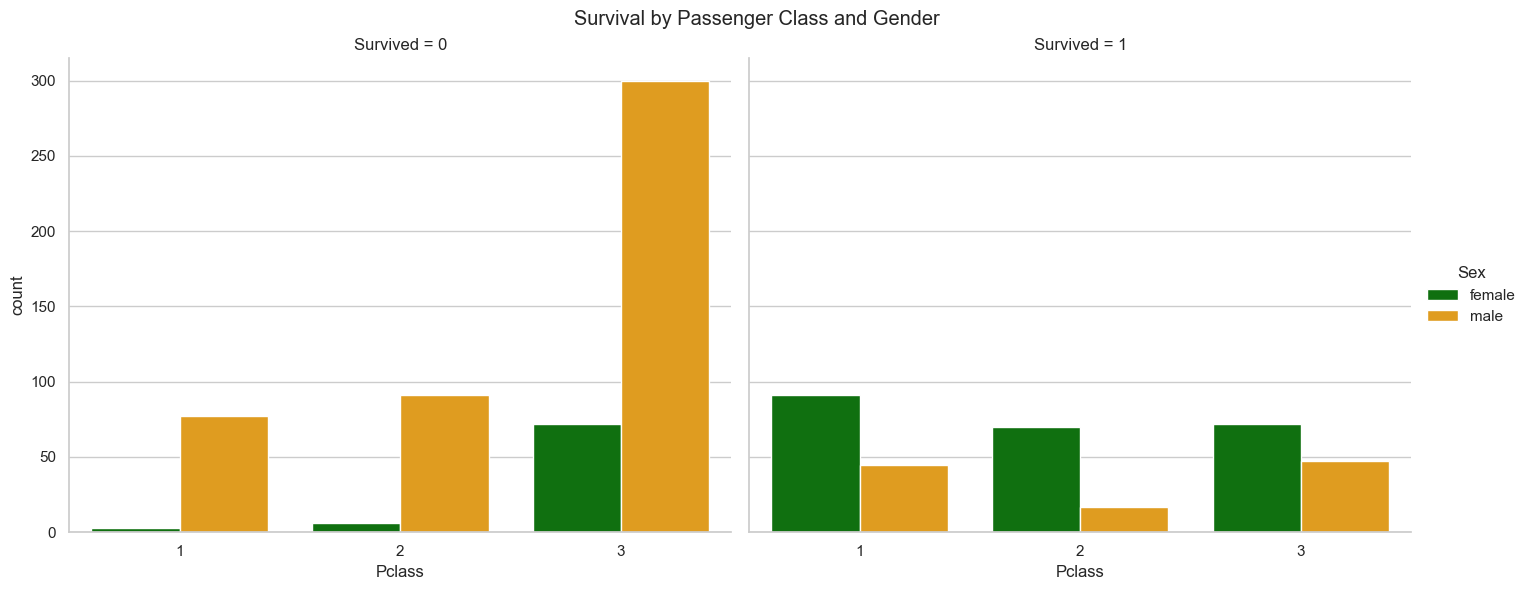 Survival by Passenger Class and Gender
Survived = 0
Survived = 1
300
250
200
150
100
50
0
count
1 2 3
Pclass
1 2 3
Pclass
Sex
female
male